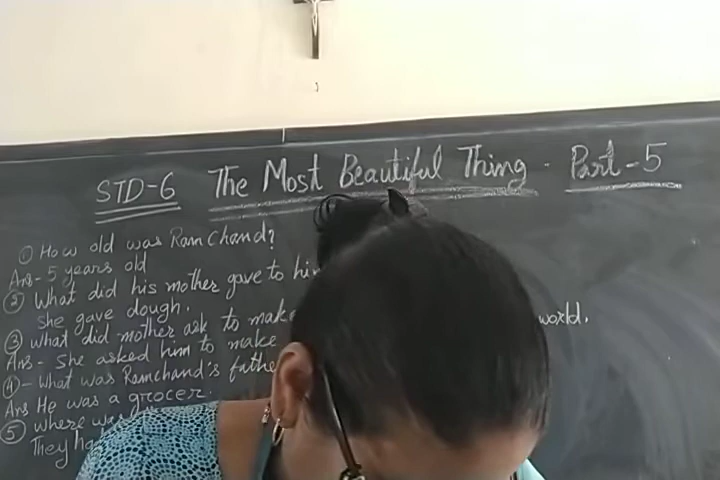 STD-6 The Most Beautiful Thing - Part-5
① How old was RamChand?
Ans- 5 years old
② What did his mother gave to him
She gave dough.
③ What did mother ask to make
world.
Ans- She asked him to make
④- What was Ramchand's father
Ans He was a grocer.
⑤ where was
They ha